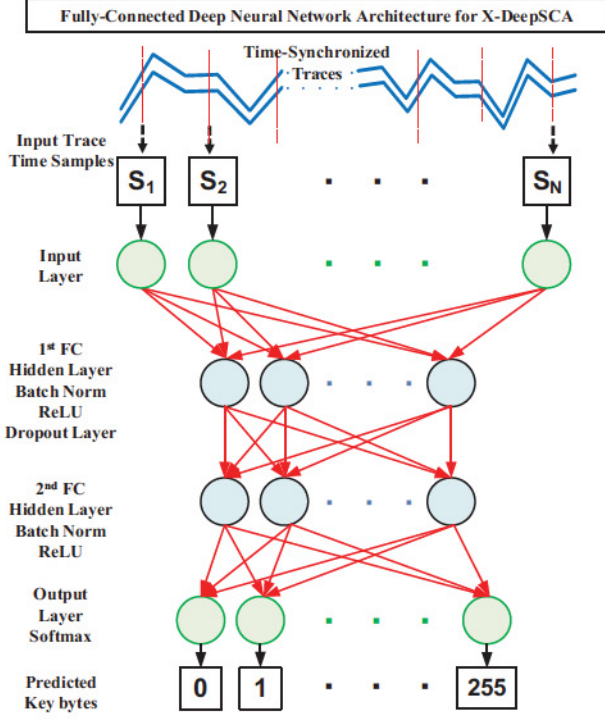 Fully-Connected Deep Neural Network Architecture for X-DeepSCA
Time-Synchronized
Traces
Input Trace
Time Samples
S1 S2 SN
Input
Layer
1st FC
Hidden Layer
Batch Norm
ReLU
Dropout Layer
2nd FC
Hidden Layer
Batch Norm
ReLU
Output
Layer
Softmax
Predicted
Key bytes
0 1 255